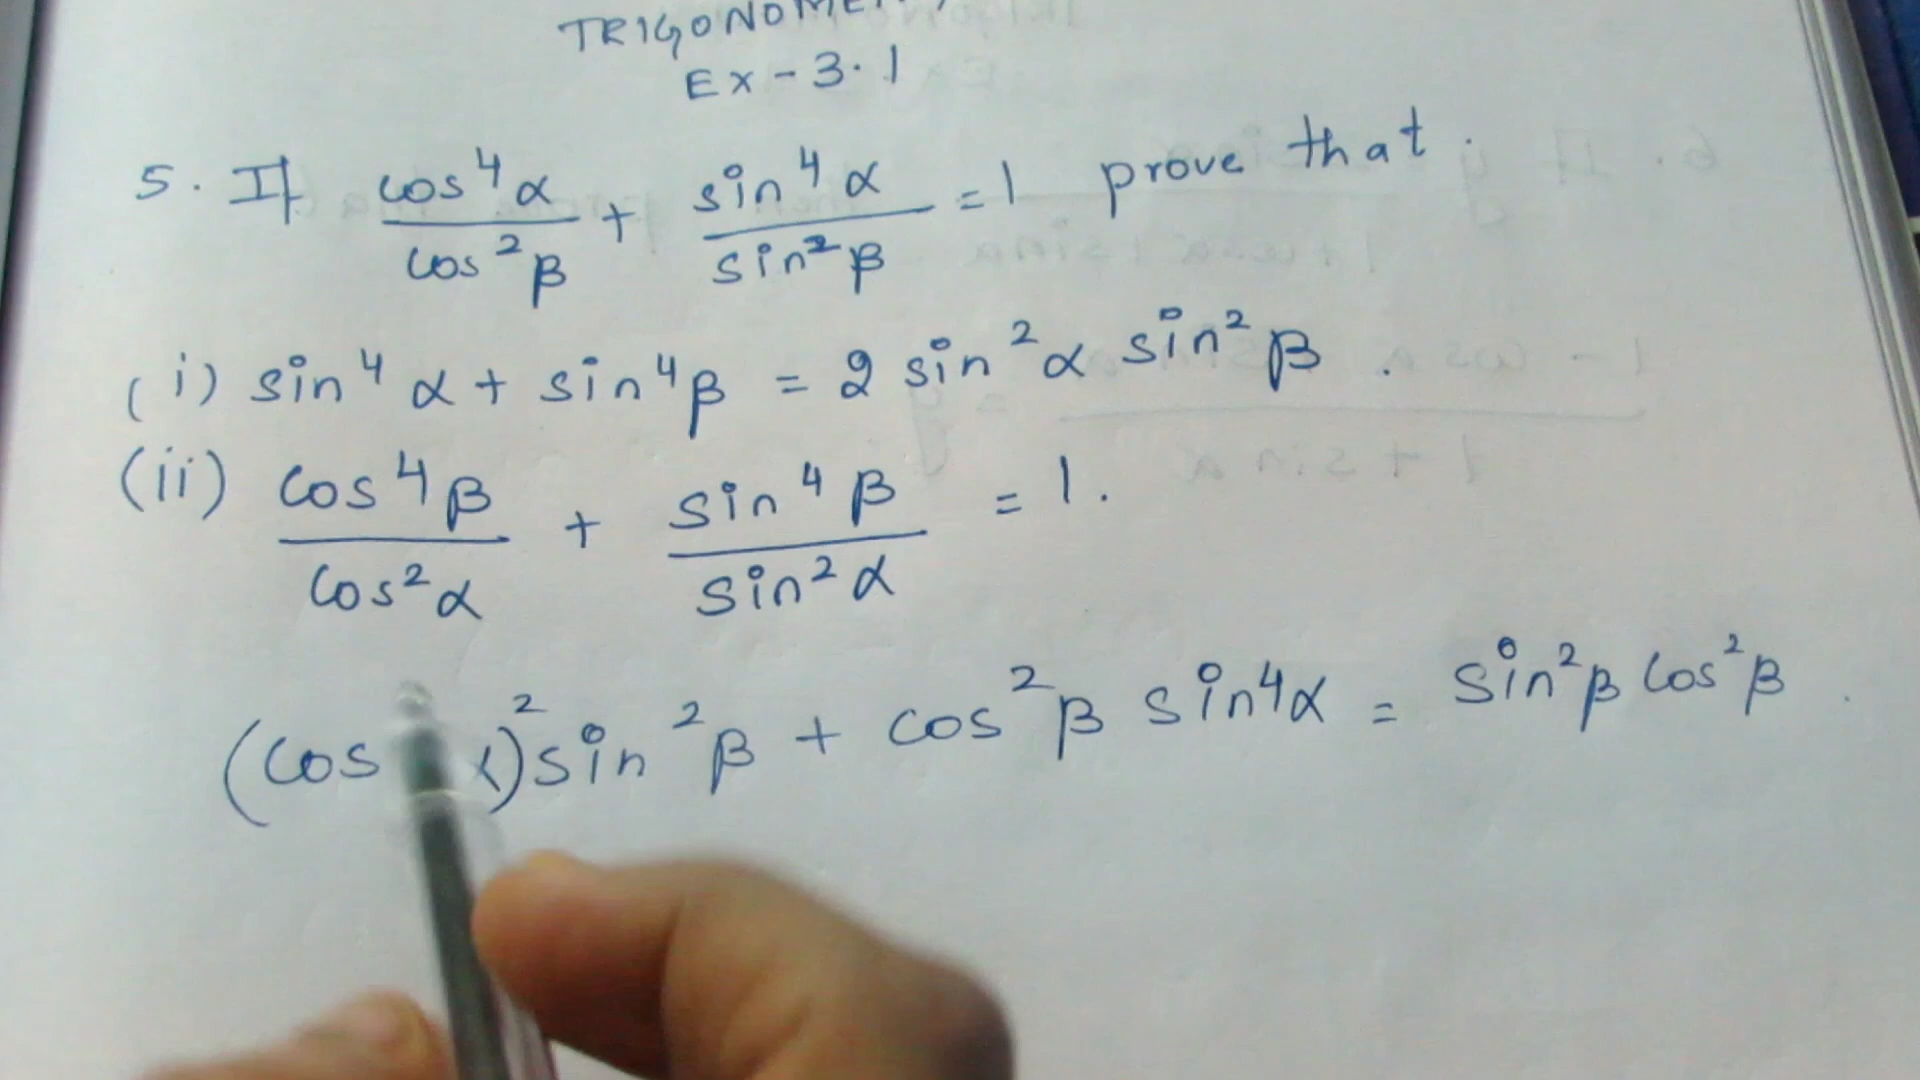 TRIGONOME
Ex - 3.1
5. If cos⁴α/cos²β + sin⁴α/sin²β = 1 prove that.
(i) sin⁴α + sin⁴β = 2 sin²α sin²β.
(ii) cos⁴β/cos²α + sin⁴β/sin²α = 1.
(cos α)² sin²β + cos²β sin⁴α = sin²β cos²β